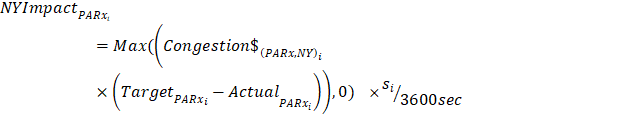 NYImpact_{PARx_i}
= Max((Congestion$_{(PARx,NY)_i}
× (Target_{PARx_i} − Actual_{PARx_i})),0) × s_i/3600sec